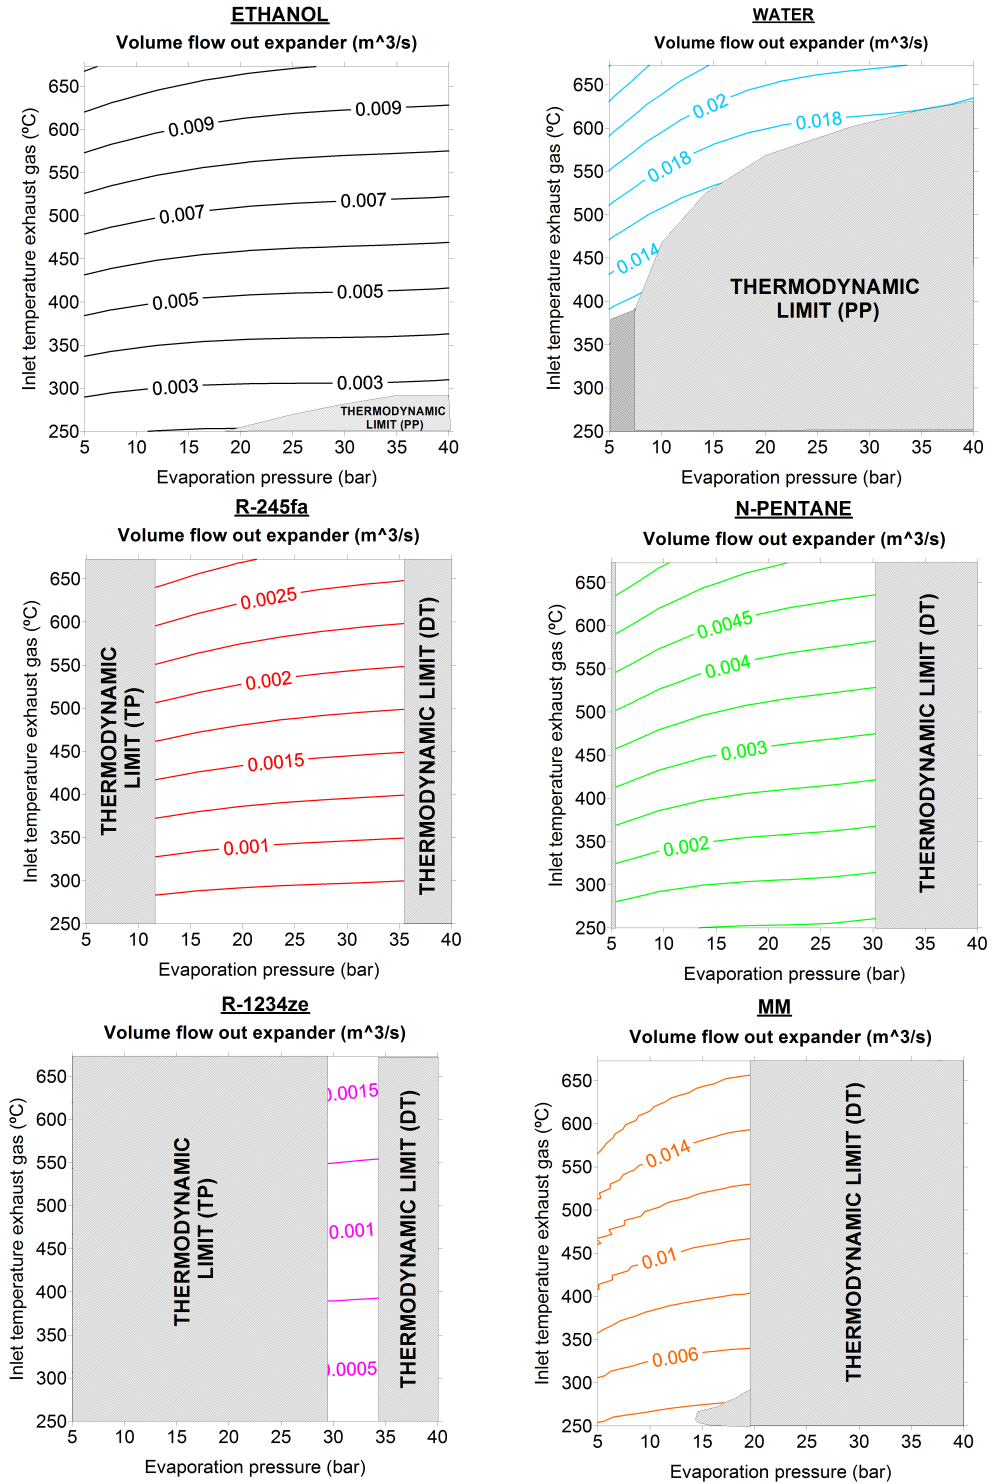 ETHANOL
Volume flow out expander (m^3/s)
Inlet temperature exhaust gas (ºC)
650
600
550
500
450
400
350
300
250
0.009
0.009
0.007
0.007
0.005
0.005
0.003
0.003
THERMODYNAMIC
LIMIT (PP)
5 10 15 20 25 30 35 40
Evaporation pressure (bar)
WATER
Volume flow out expander (m^3/s)
Inlet temperature exhaust gas (ºC)
650
600
550
500
450
400
350
300
250
0.02
0.018
0.018
0.014
THERMODYNAMIC
LIMIT (PP)
5 10 15 20 25 30 35 40
Evaporation pressure (bar)
R-245fa
Volume flow out expander (m^3/s)
Inlet temperature exhaust gas (ºC)
650
600
550
500
450
400
350
300
250
THERMODYNAMIC
LIMIT (TP)
0.0025
0.002
0.0015
0.001
THERMODYNAMIC LIMIT (DT)
5 10 15 20 25 30 35 40
Evaporation pressure (bar)
N-PENTANE
Volume flow out expander (m^3/s)
Inlet temperature exhaust gas (ºC)
650
600
550
500
450
400
350
300
250
0.0045
0.004
0.003
0.002
THERMODYNAMIC LIMIT (DT)
5 10 15 20 25 30 35 40
Evaporation pressure (bar)
R-1234ze
Volume flow out expander (m^3/s)
Inlet temperature exhaust gas (ºC)
650
600
550
500
450
400
350
300
250
THERMODYNAMIC
LIMIT (TP)
0.0015
0.001
0.0005
THERMODYNAMIC LIMIT (DT)
5 10 15 20 25 30 35 40
Evaporation pressure (bar)
MM
Volume flow out expander (m^3/s)
Inlet temperature exhaust gas (ºC)
650
600
550
500
450
400
350
300
250
0.014
0.01
0.006
THERMODYNAMIC LIMIT (DT)
5 10 15 20 25 30 35 40
Evaporation pressure (bar)